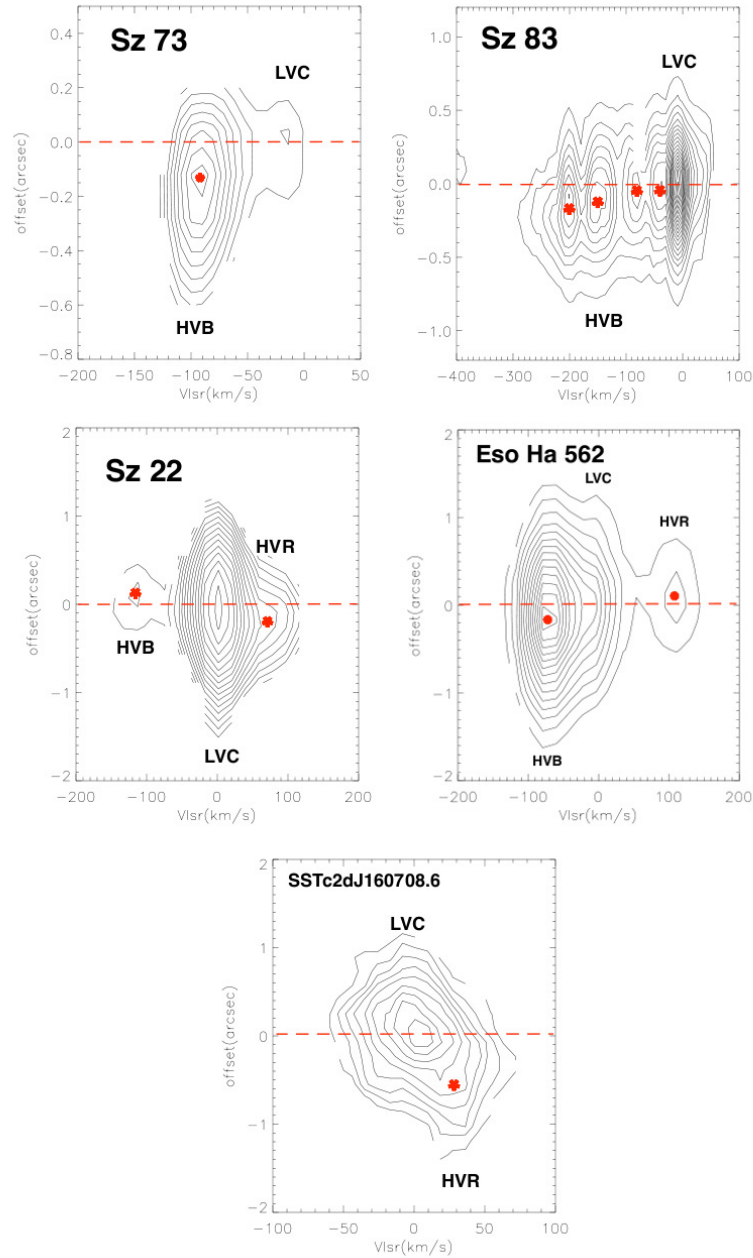 Sz 73
LVC
HVB
offset(arcsec)
0.4
0.2
0.0
−0.2
−0.4
−0.6
−0.8
−200 −150 −100 −50 0 50
Vlsr(km/s)
Sz 83
LVC
HVB
offset(arcsec)
1.0
0.5
0.0
−0.5
−1.0
−400 −300 −200 −100 0 100
Vlsr(km/s)
Sz 22
HVR
HVB
LVC
offset(arcsec)
2
1
0
−1
−2
−200 −100 0 100 200
Vlsr(km/s)
Eso Ha 562
LVC
HVR
HVB
offset(arcsec)
2
1
0
−1
−2
−200 −100 0 100 200
Vlsr(km/s)
SSTc2dJ160708.6
LVC
HVR
offset(arcsec)
2
1
0
−1
−2
−100 −50 0 50 100
Vlsr(km/s)